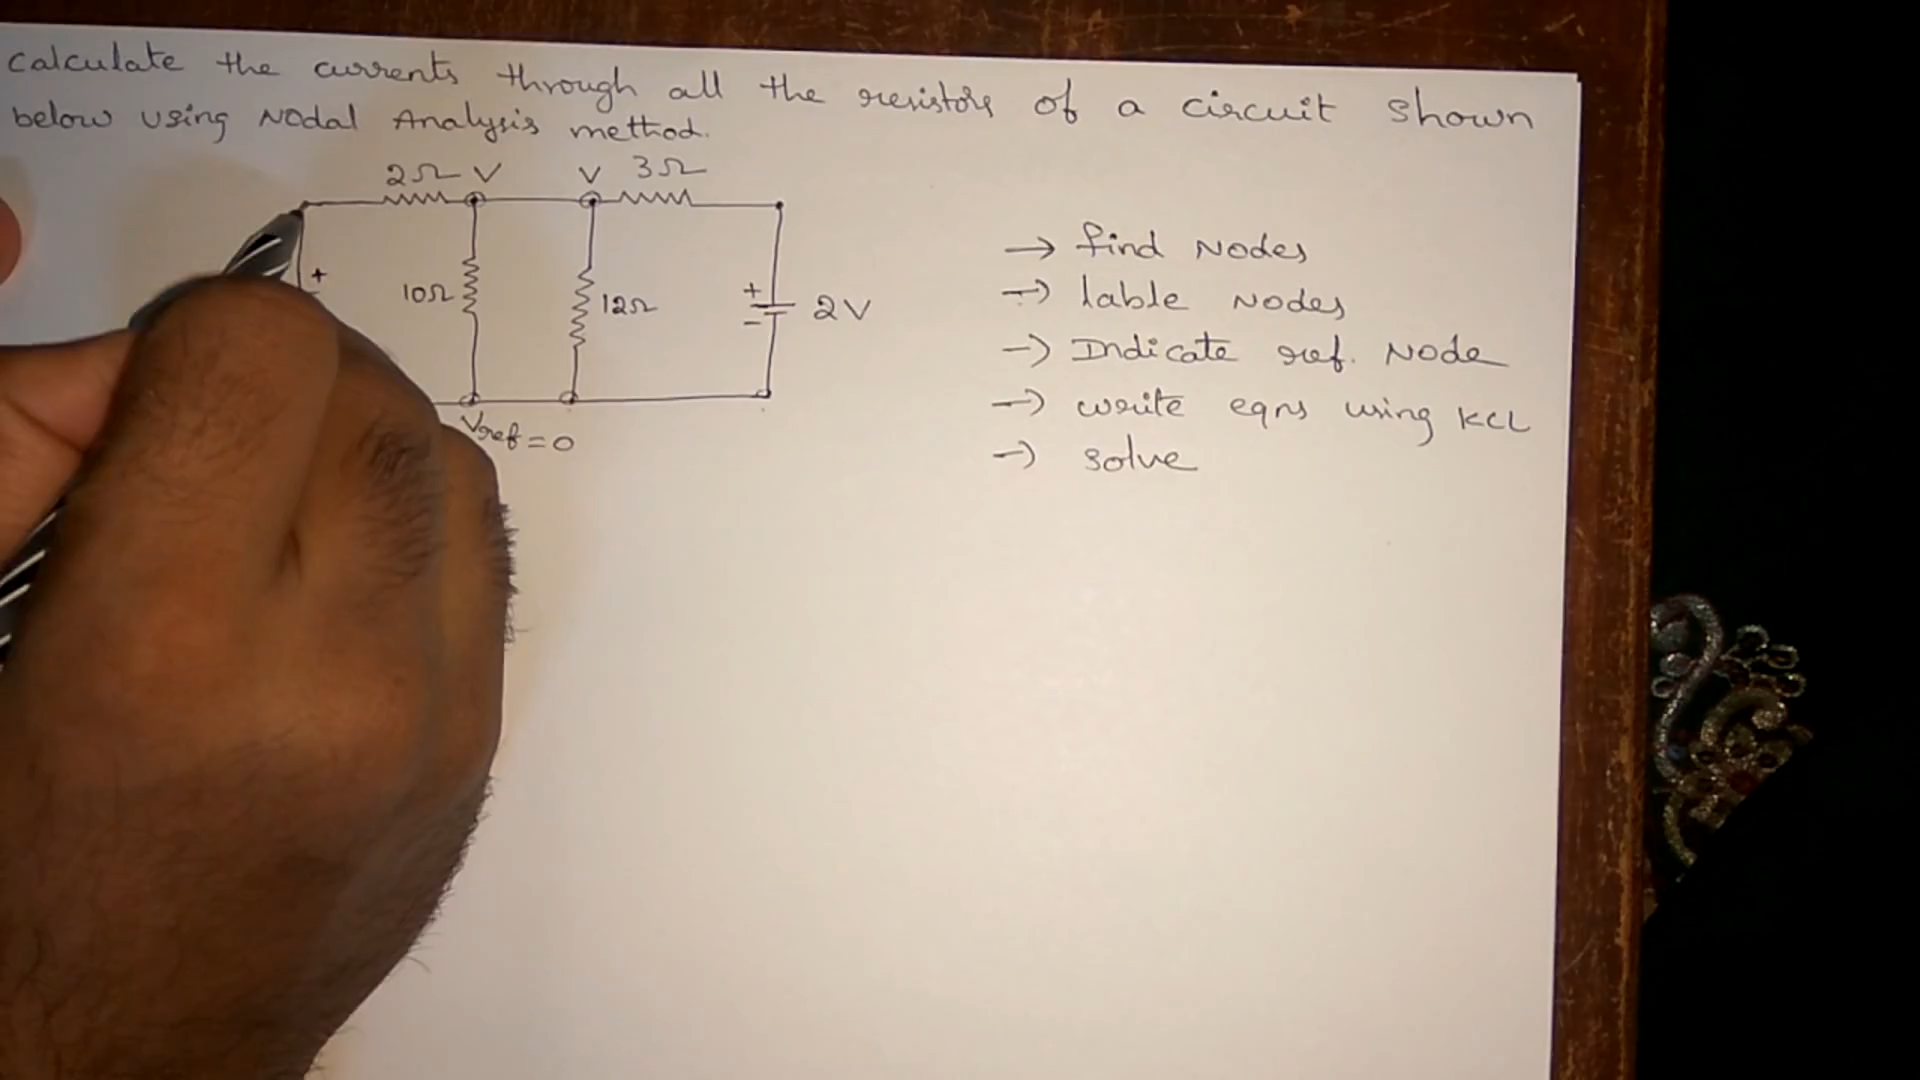 calculate the currents through all the resistors of a circuit shown
below using Nodal Analysis method.
2Ω V V 3Ω
+
10Ω
12Ω
+
-
2V
Vref = 0
→ find Nodes
→ lable Nodes
→ Indicate ref. Node
→ write eqns using KCL
→ solve